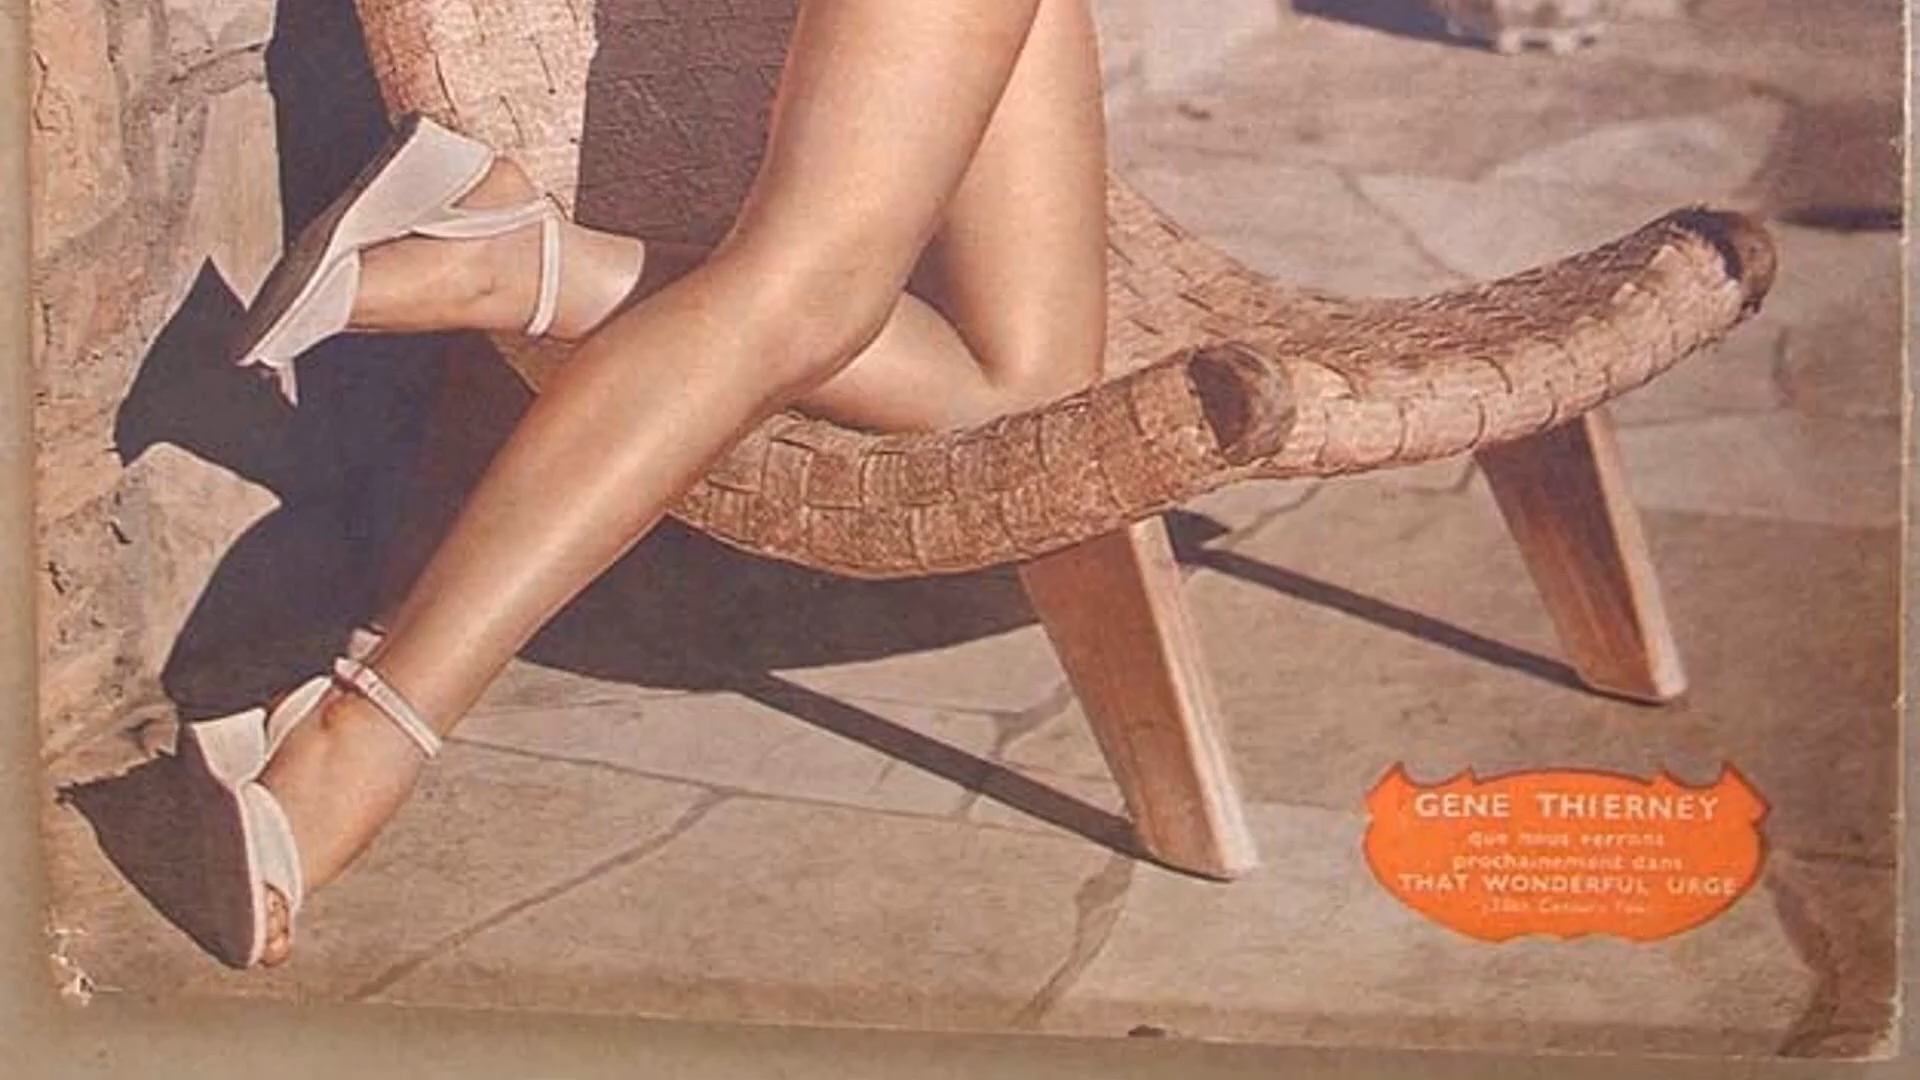 GENE THIERNEY
que nous verrons
prochainement dans
THAT WONDERFUL URGE